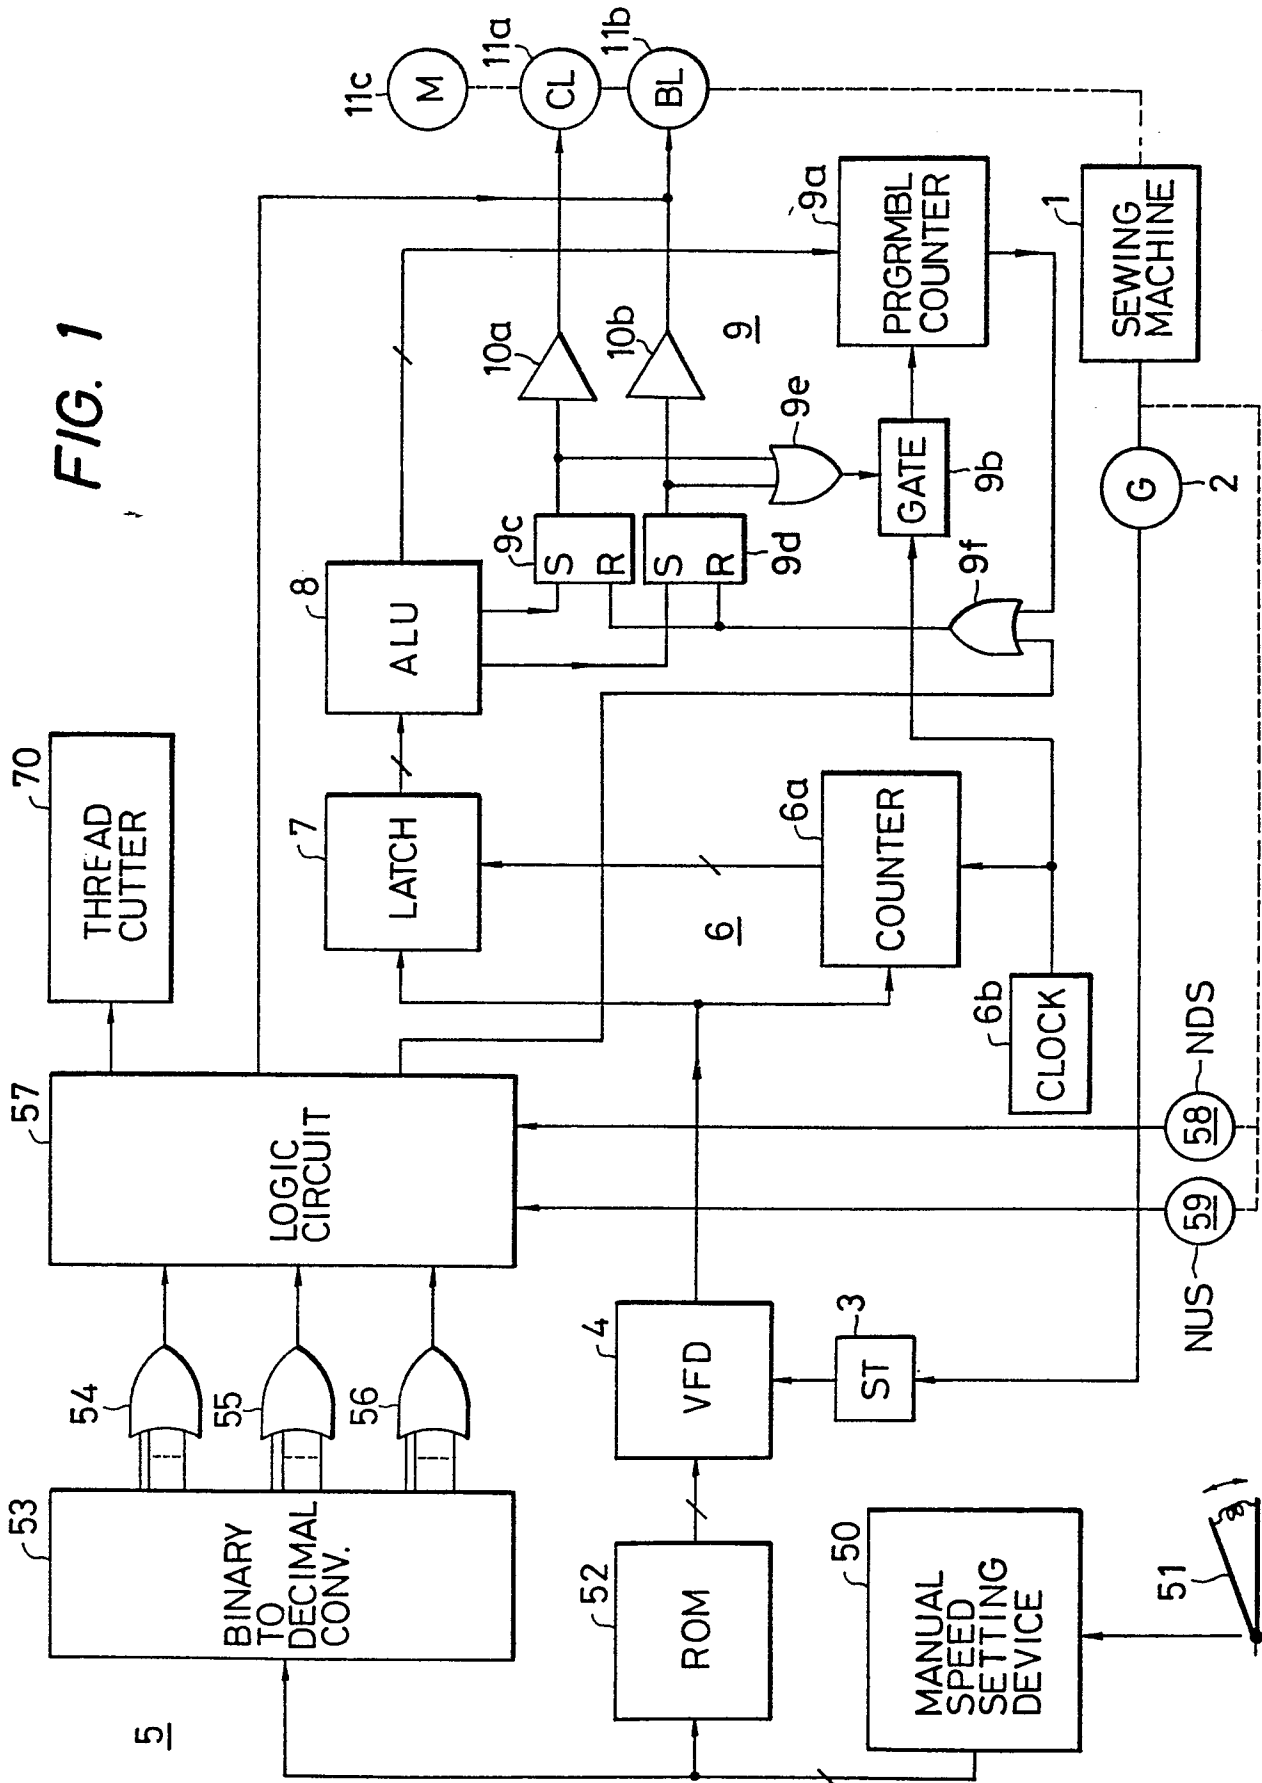 FIG. 1
53
BINARY
TO
DECIMAL
CONV.
5
54
55
56
57
LOGIC
CIRCUIT
70
THREAD
CUTTER
52
ROM
4
VFD
3
ST
50
MANUAL
SPEED
SETTING
DEVICE
51
7
LATCH
8
ALU
6
6a
COUNTER
6b
CLOCK
9c
S
R
S
R
9d
10a
10b
9
9e
GATE
9b
9f
9a
PRGRMBL
COUNTER
11c
M
11a
CL
11b
BL
1
SEWING
MACHINE
G
2
58
NDS
59
NUS